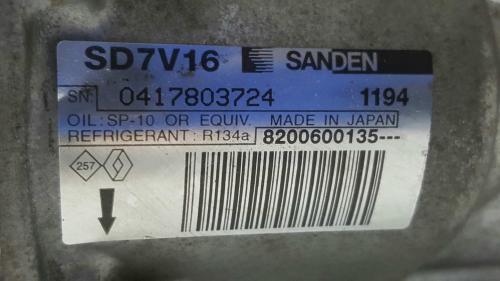 SD7V16 SANDEN
SN: 0417803724 1194
OIL: SP-10 OR EQUIV. MADE IN JAPAN
REFRIGERANT: R134a 8200600135---
257